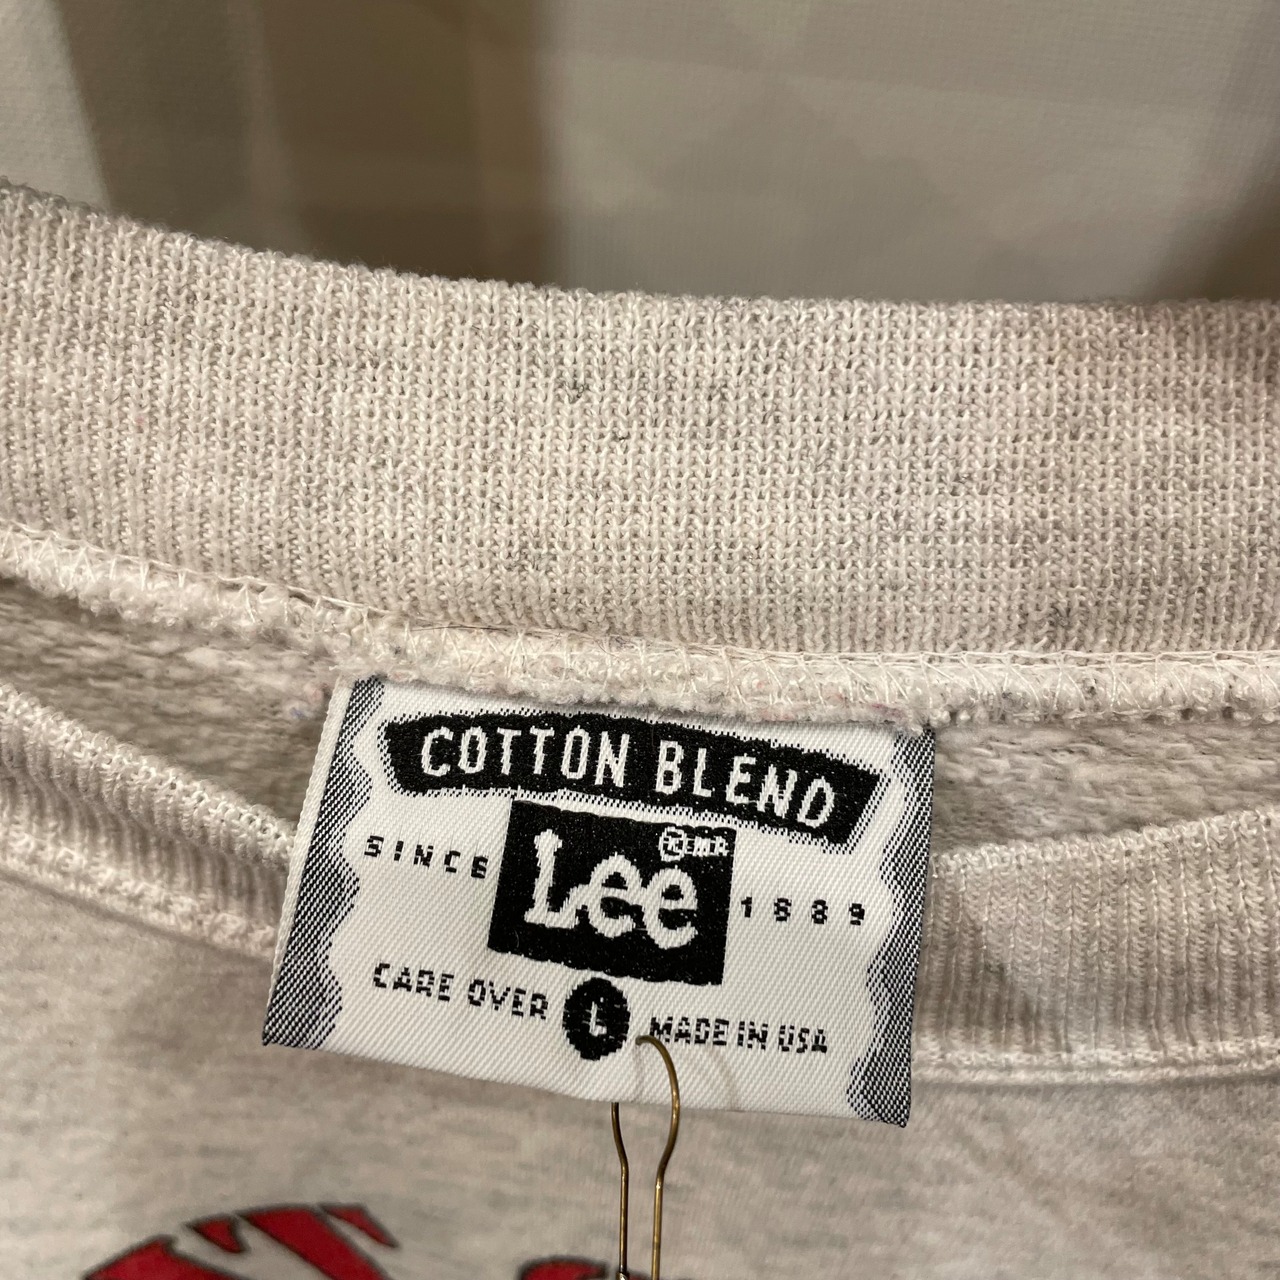 COTTON BLEND
Lee
SINCE 1889
CARE OVER L MADE IN USA